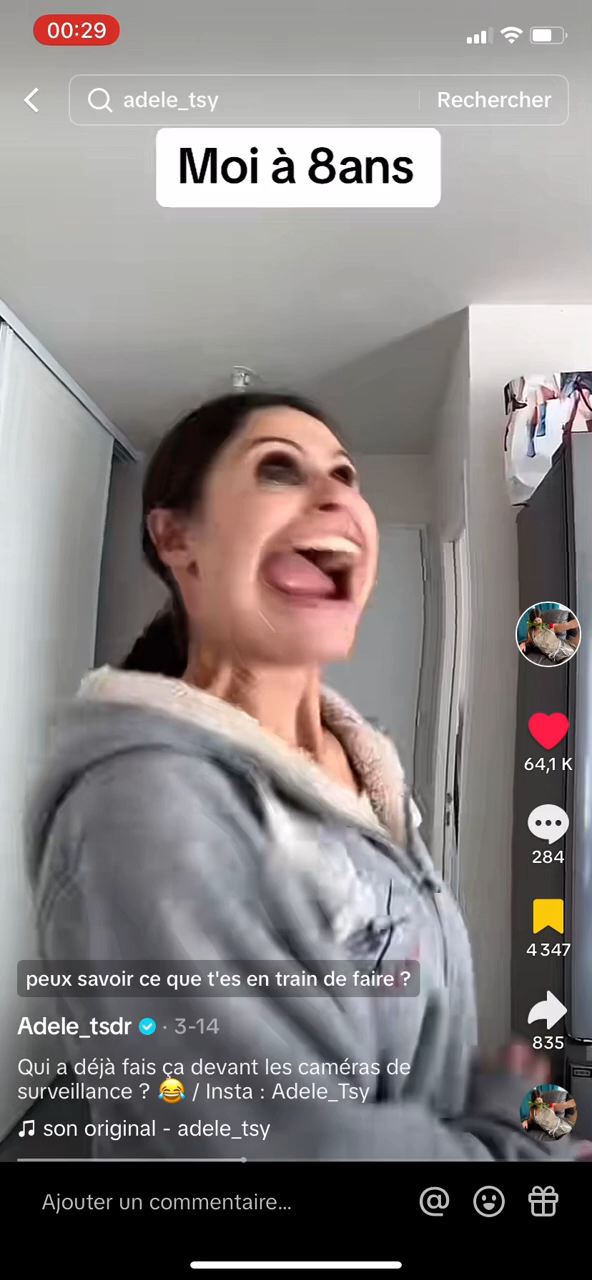 00:29
adele_tsy
Rechercher
Moi à 8ans
64,1 K
284
4 347
835
peux savoir ce que t'es en train de faire ?
Adele_tsdr · 3-14
Qui a déjà fais ça devant les caméras de
surveillance ? 😂 / Insta : Adele_Tsy
♫ son original - adele_tsy
Ajouter un commentaire...
@